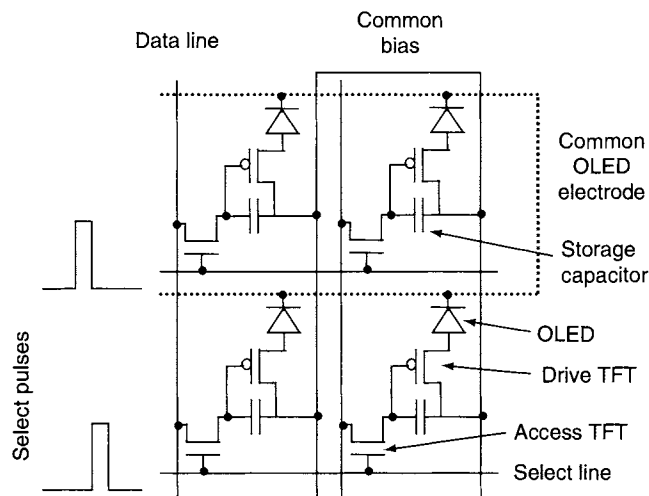 Data line
Common
bias
Common
OLED
electrode
Storage
capacitor
OLED
Drive TFT
Access TFT
Select line
Select pulses